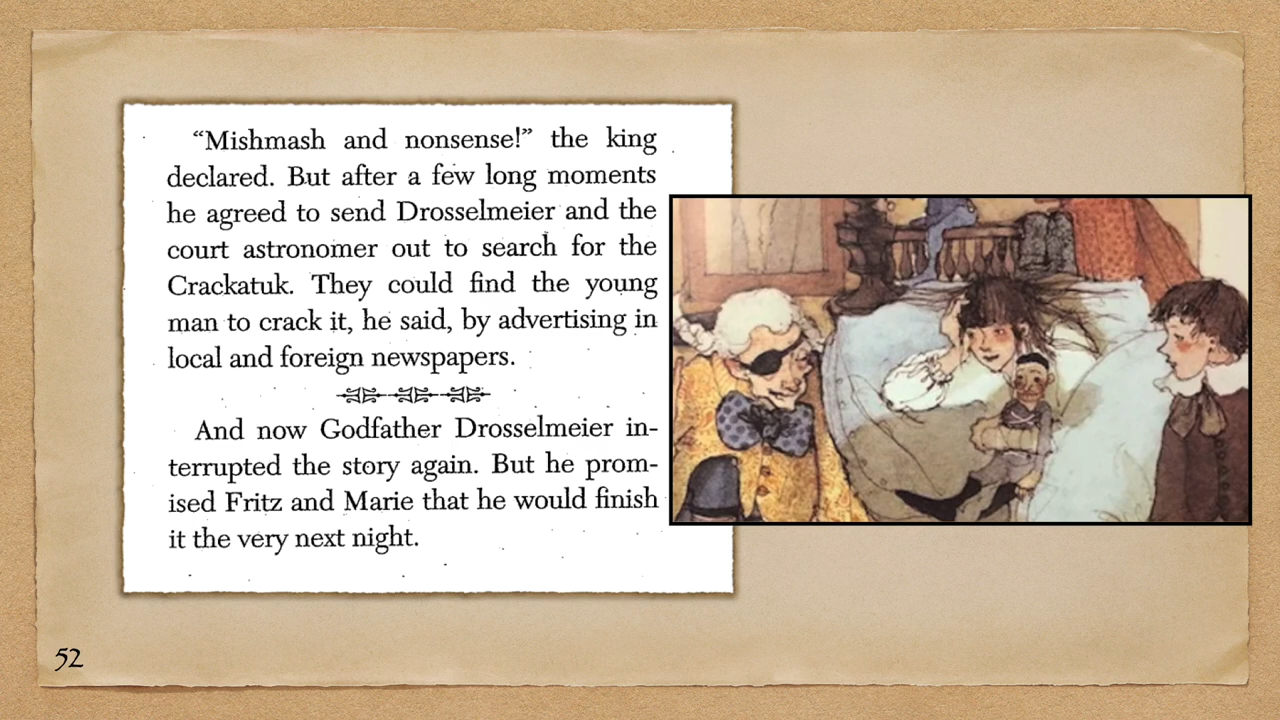 “Mishmash and nonsense!” the king
declared. But after a few long moments
he agreed to send Drosselmeier and the
court astronomer out to search for the
Crackatuk. They could find the young
man to crack it, he said, by advertising in
local and foreign newspapers.
And now Godfather Drosselmeier in-
terrupted the story again. But he prom-
ised Fritz and Marie that he would finish
it the very next night.
52